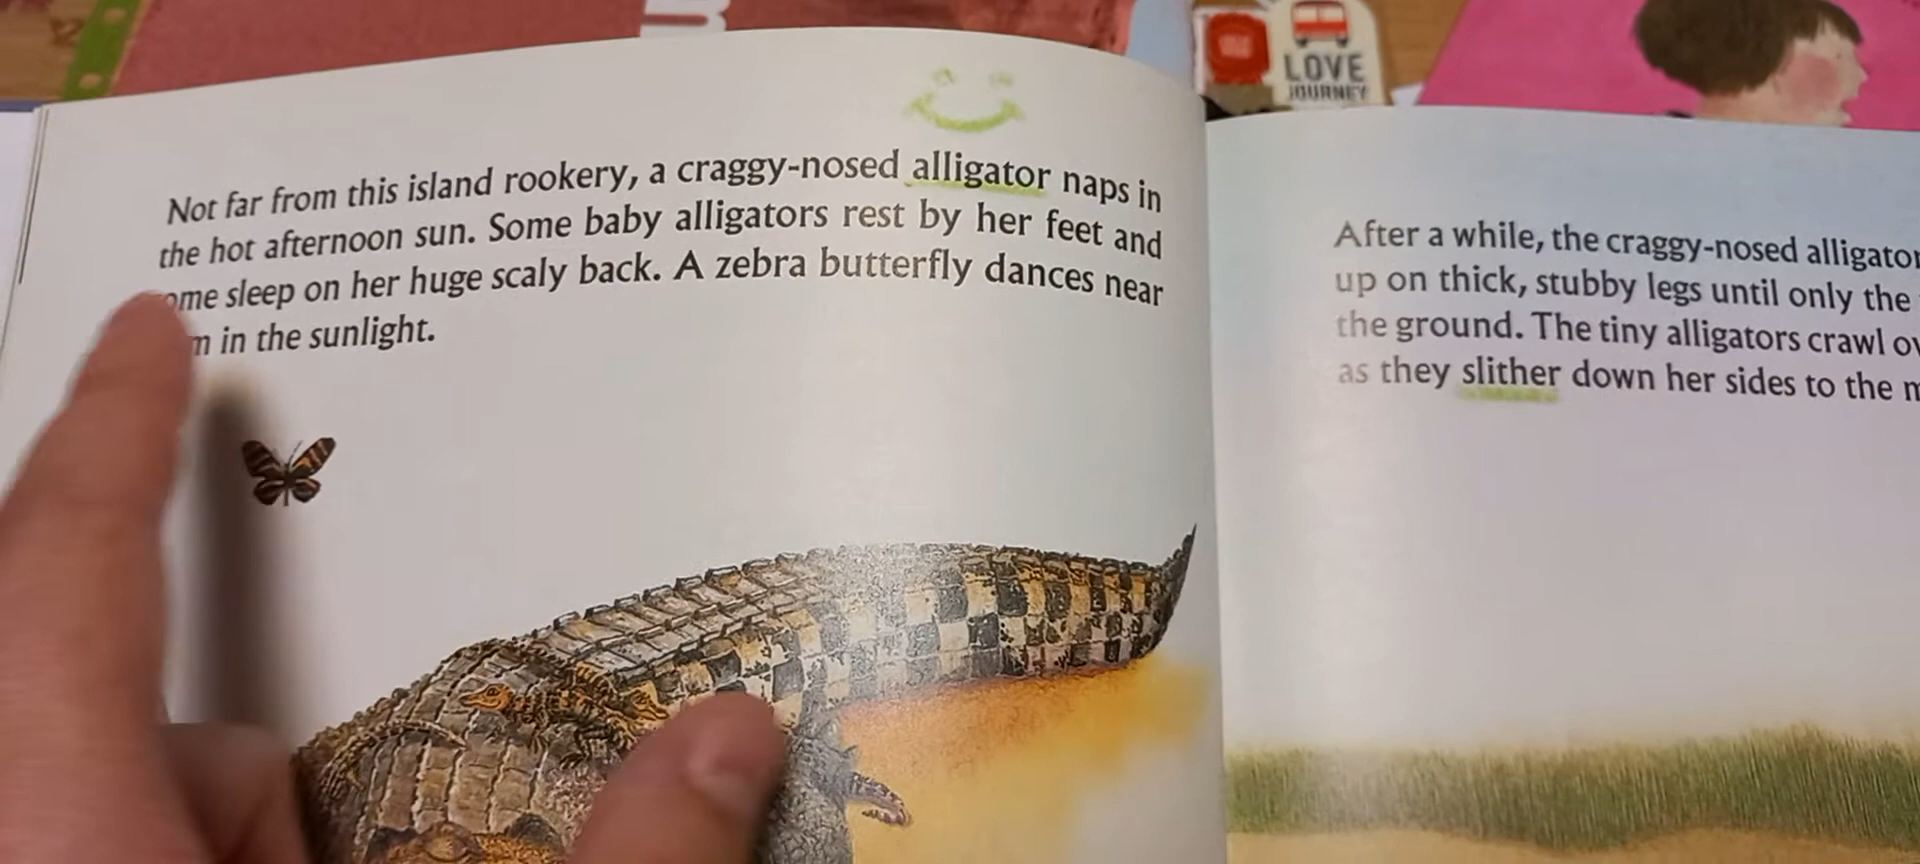 LOVE
JOURNEY
Not far from this island rookery, a craggy-nosed alligator naps in
the hot afternoon sun. Some baby alligators rest by her feet and
ome sleep on her huge scaly back. A zebra butterfly dances near
m in the sunlight.
After a while, the craggy-nosed alligator
up on thick, stubby legs until only the
the ground. The tiny alligators crawl ov
as they slither down her sides to the m